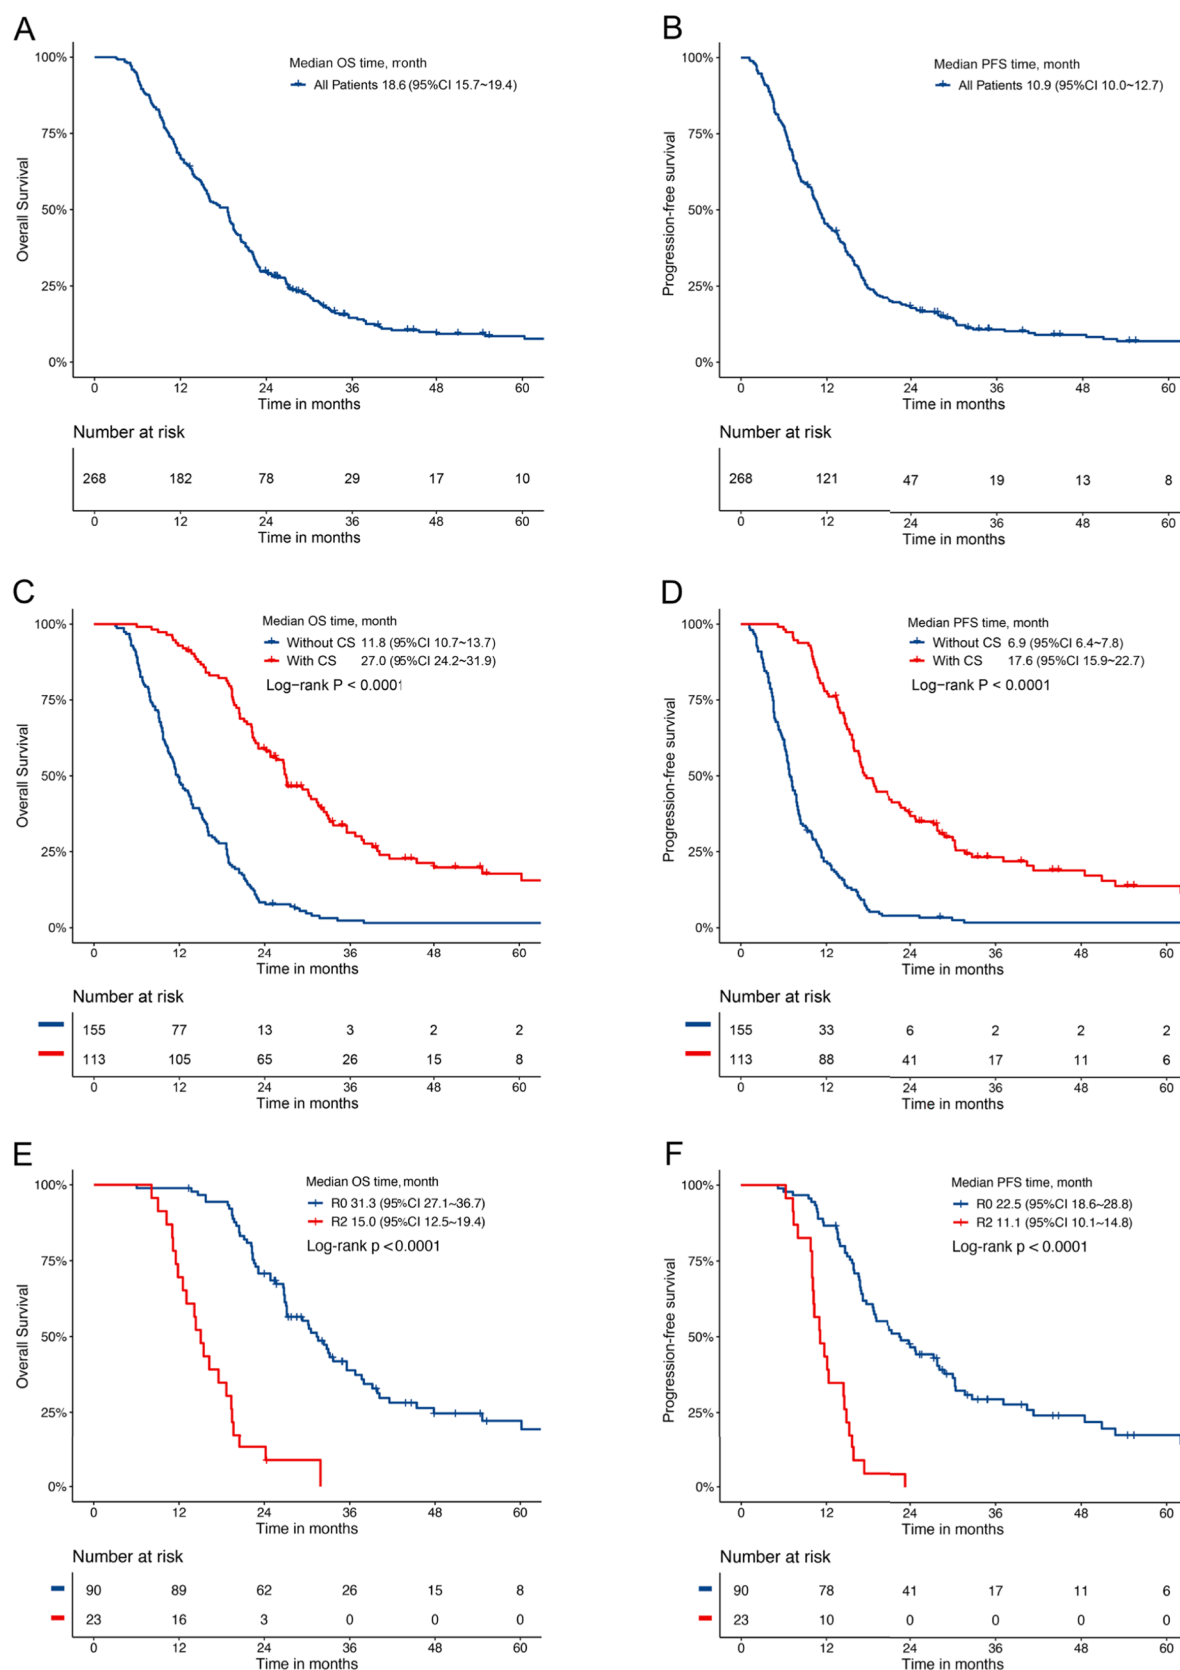 A
Median OS time, month
All Patients 18.6 (95%CI 15.7~19.4)
Overall Survival
100%
75%
50%
25%
0%
0 12 24 36 48 60
Time in months
Number at risk
268 182 78 29 17 10
0 12 24 36 48 60
Time in months
B
Median PFS time, month
All Patients 10.9 (95%CI 10.0~12.7)
Progression-free survival
100%
75%
50%
25%
0%
0 12 24 36 48 60
Time in months
Number at risk
268 121 47 19 13 8
0 12 24 36 48 60
Time in months
C
Median OS time, month
Without CS 11.8 (95%CI 10.7~13.7)
With CS 27.0 (95%CI 24.2~31.9)
Log-rank P < 0.0001
Overall Survival
100%
75%
50%
25%
0%
0 12 24 36 48 60
Time in months
Number at risk
155 77 13 3 2 2
113 105 65 26 15 8
0 12 24 36 48 60
Time in months
D
Median PFS time, month
Without CS 6.9 (95%CI 6.4~7.8)
With CS 17.6 (95%CI 15.9~22.7)
Log-rank P < 0.0001
Progression-free survival
100%
75%
50%
25%
0%
0 12 24 36 48 60
Time in months
Number at risk
155 33 6 2 2 2
113 88 41 17 11 6
0 12 24 36 48 60
Time in months
E
Median OS time, month
R0 31.3 (95%CI 27.1~36.7)
R2 15.0 (95%CI 12.5~19.4)
Log-rank p <0.0001
Overall Survival
100%
75%
50%
25%
0%
0 12 24 36 48 60
Time in months
Number at risk
90 89 62 26 15 8
23 16 3 0 0 0
0 12 24 36 48 60
Time in months
F
Median PFS time, month
R0 22.5 (95%CI 18.6~28.8)
R2 11.1 (95%CI 10.1~14.8)
Log-rank p <0.0001
Progression-free survival
100%
75%
50%
25%
0%
0 12 24 36 48 60
Time in months
Number at risk
90 78 41 17 11 6
23 10 0 0 0 0
0 12 24 36 48 60
Time in months